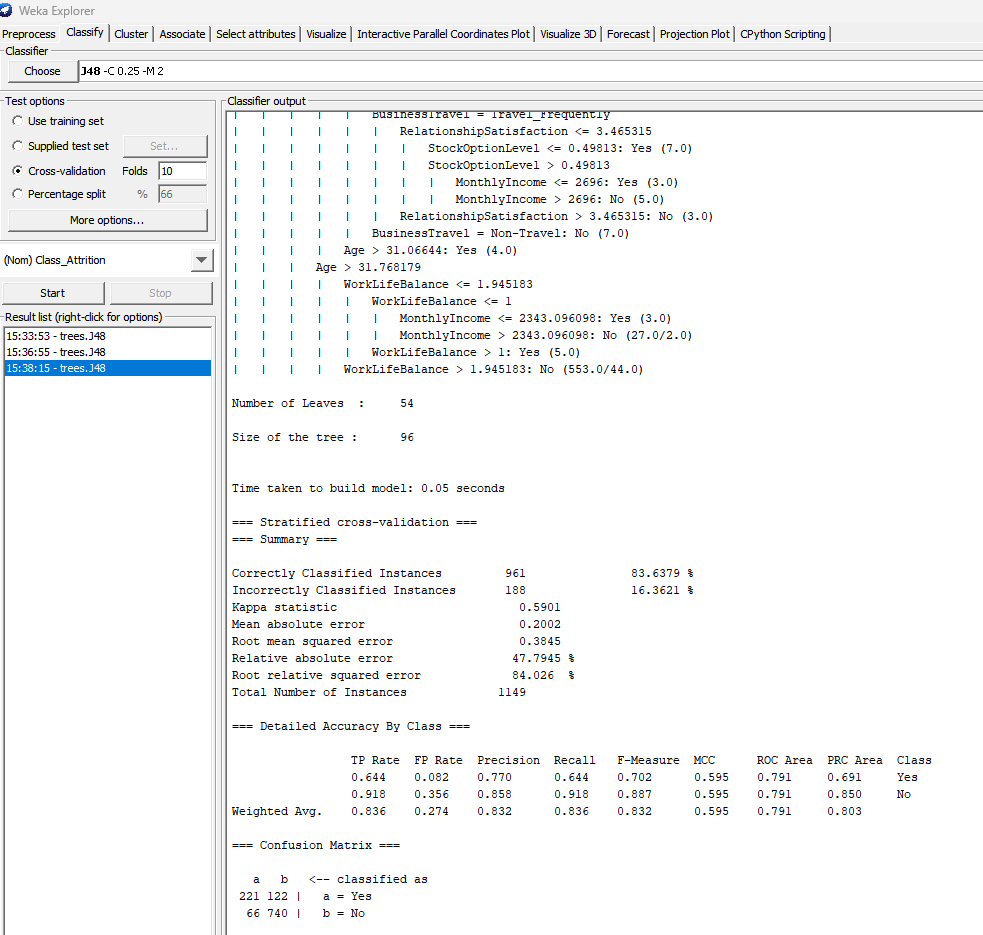 Weka Explorer
Preprocess Classify Cluster Associate Select attributes Visualize Interactive Parallel Coordinates Plot Visualize 3D Forecast Projection Plot CPython Scripting
Classifier
Choose J48 -C 0.25 -M 2
Test options
Use training set
Supplied test set Set...
Cross-validation Folds 10
Percentage split % 66
More options...
(Nom) Class_Attrition
Start Stop
Result list (right-click for options)
15:33:53 - trees.J48
15:36:55 - trees.J48
15:38:15 - trees.J48
Classifier output
| | | | | BusinessTravel = Travel_Frequently
| | | | | | RelationshipSatisfaction <= 3.465315
| | | | | | | StockOptionLevel <= 0.49813: Yes (7.0)
| | | | | | | StockOptionLevel > 0.49813
| | | | | | | | MonthlyIncome <= 2696: Yes (3.0)
| | | | | | | | MonthlyIncome > 2696: No (5.0)
| | | | | | RelationshipSatisfaction > 3.465315: No (3.0)
| | | | | BusinessTravel = Non-Travel: No (7.0)
| | | | Age > 31.06644: Yes (4.0)
| | | Age > 31.768179
| | | | WorkLifeBalance <= 1.945183
| | | | | WorkLifeBalance <= 1
| | | | | | MonthlyIncome <= 2343.096098: Yes (3.0)
| | | | | | MonthlyIncome > 2343.096098: No (27.0/2.0)
| | | | | WorkLifeBalance > 1: Yes (5.0)
| | | | WorkLifeBalance > 1.945183: No (553.0/44.0)
Number of Leaves : 54
Size of the tree : 96
Time taken to build model: 0.05 seconds
=== Stratified cross-validation ===
=== Summary ===
Correctly Classified Instances 961 83.6379 %
Incorrectly Classified Instances 188 16.3621 %
Kappa statistic 0.5901
Mean absolute error 0.2002
Root mean squared error 0.3845
Relative absolute error 47.7945 %
Root relative squared error 84.026 %
Total Number of Instances 1149
=== Detailed Accuracy By Class ===
TP Rate FP Rate Precision Recall F-Measure MCC ROC Area PRC Area Class
0.644 0.082 0.770 0.644 0.702 0.595 0.791 0.691 Yes
0.918 0.356 0.858 0.918 0.887 0.595 0.791 0.850 No
Weighted Avg. 0.836 0.274 0.832 0.836 0.832 0.595 0.791 0.803
=== Confusion Matrix ===
a b <-- classified as
221 122 | a = Yes
66 740 | b = No